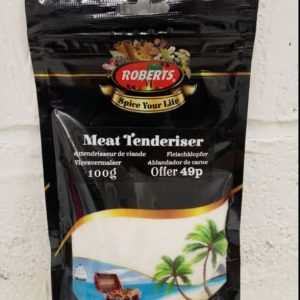 ROBERTS
Spice Your Life
Meat Tenderiser
Attendrisseur de viande Fleischklopfer
Vleesvermalser Ablandador de carne
100g Offer 49p